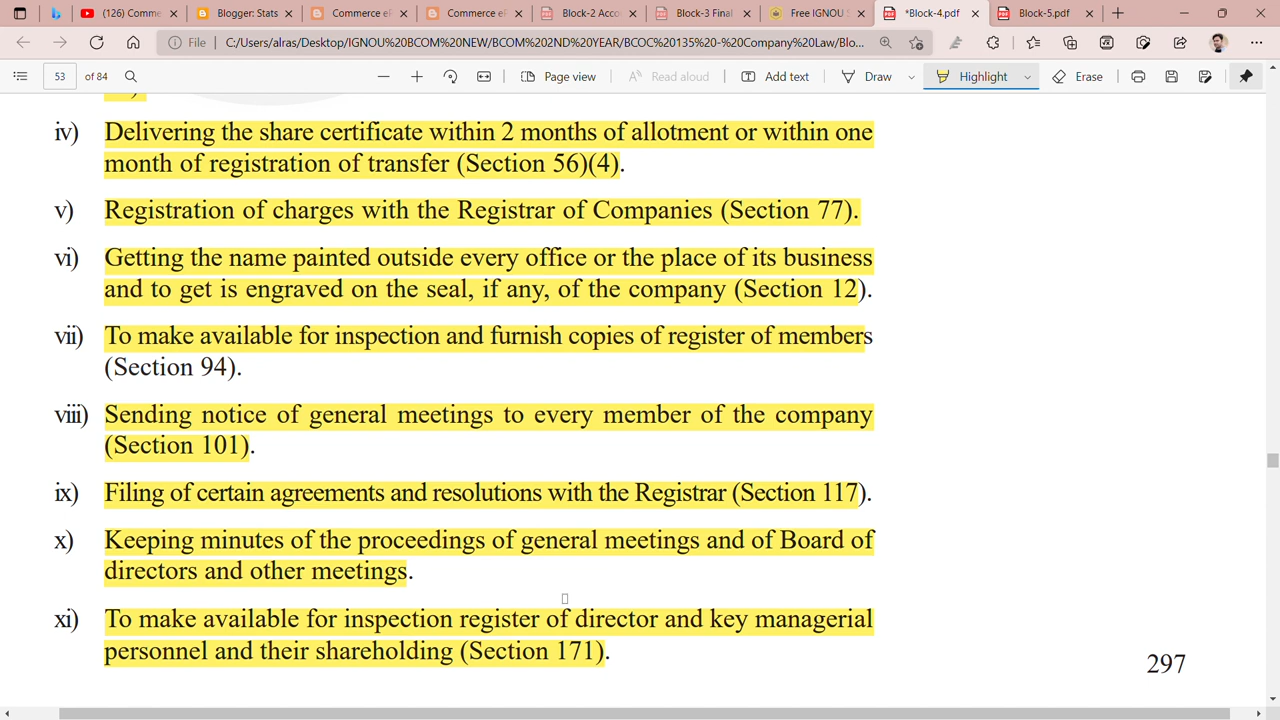 (126) Comme
Blogger: Stats
Commerce eF
Commerce eF
Block-2 Acco
Block-3 Final
Free IGNOU S
*Block-4.pdf
Block-5.pdf
File
C:/Users/alras/Desktop/IGNOU%20BCOM%20NEW/BCOM%202ND%20YEAR/BCOC%20135%20-%20Company%20Law/Blo...
53 of 84
Page view
Read aloud
Add text
Draw
Highlight
Erase
iv) Delivering the share certificate within 2 months of allotment or within one
month of registration of transfer (Section 56)(4).
v) Registration of charges with the Registrar of Companies (Section 77).
vi) Getting the name painted outside every office or the place of its business
and to get is engraved on the seal, if any, of the company (Section 12).
vii) To make available for inspection and furnish copies of register of members
(Section 94).
viii) Sending notice of general meetings to every member of the company
(Section 101).
ix) Filing of certain agreements and resolutions with the Registrar (Section 117).
x) Keeping minutes of the proceedings of general meetings and of Board of
directors and other meetings.
xi) To make available for inspection register of director and key managerial
personnel and their shareholding (Section 171).
297